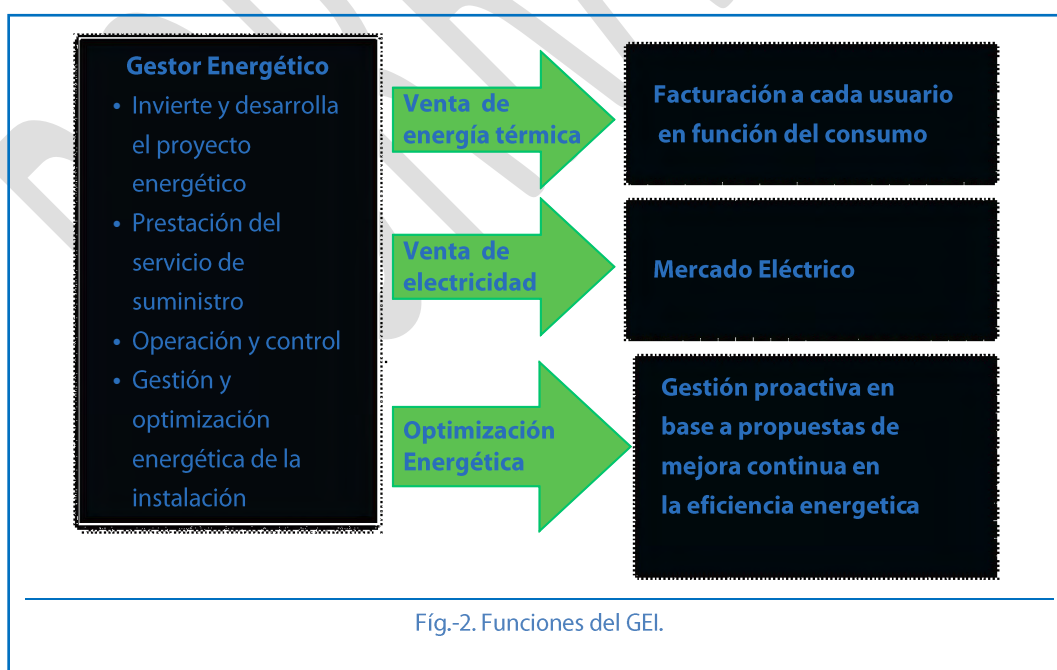 Gestor Energético
• Invierte y desarrolla
el proyecto
energético
• Prestación del
servicio de
suministro
• Operación y control
• Gestión y
optimización
energética de la
instalación
Venta de
energía térmica
Facturación a cada usuario
en función del consumo
Venta de
electricidad
Mercado Eléctrico
Optimización
Energética
Gestión proactiva en
base a propuestas de
mejora continua en
la eficiencia energetica
Fíg.-2. Funciones del GEI.